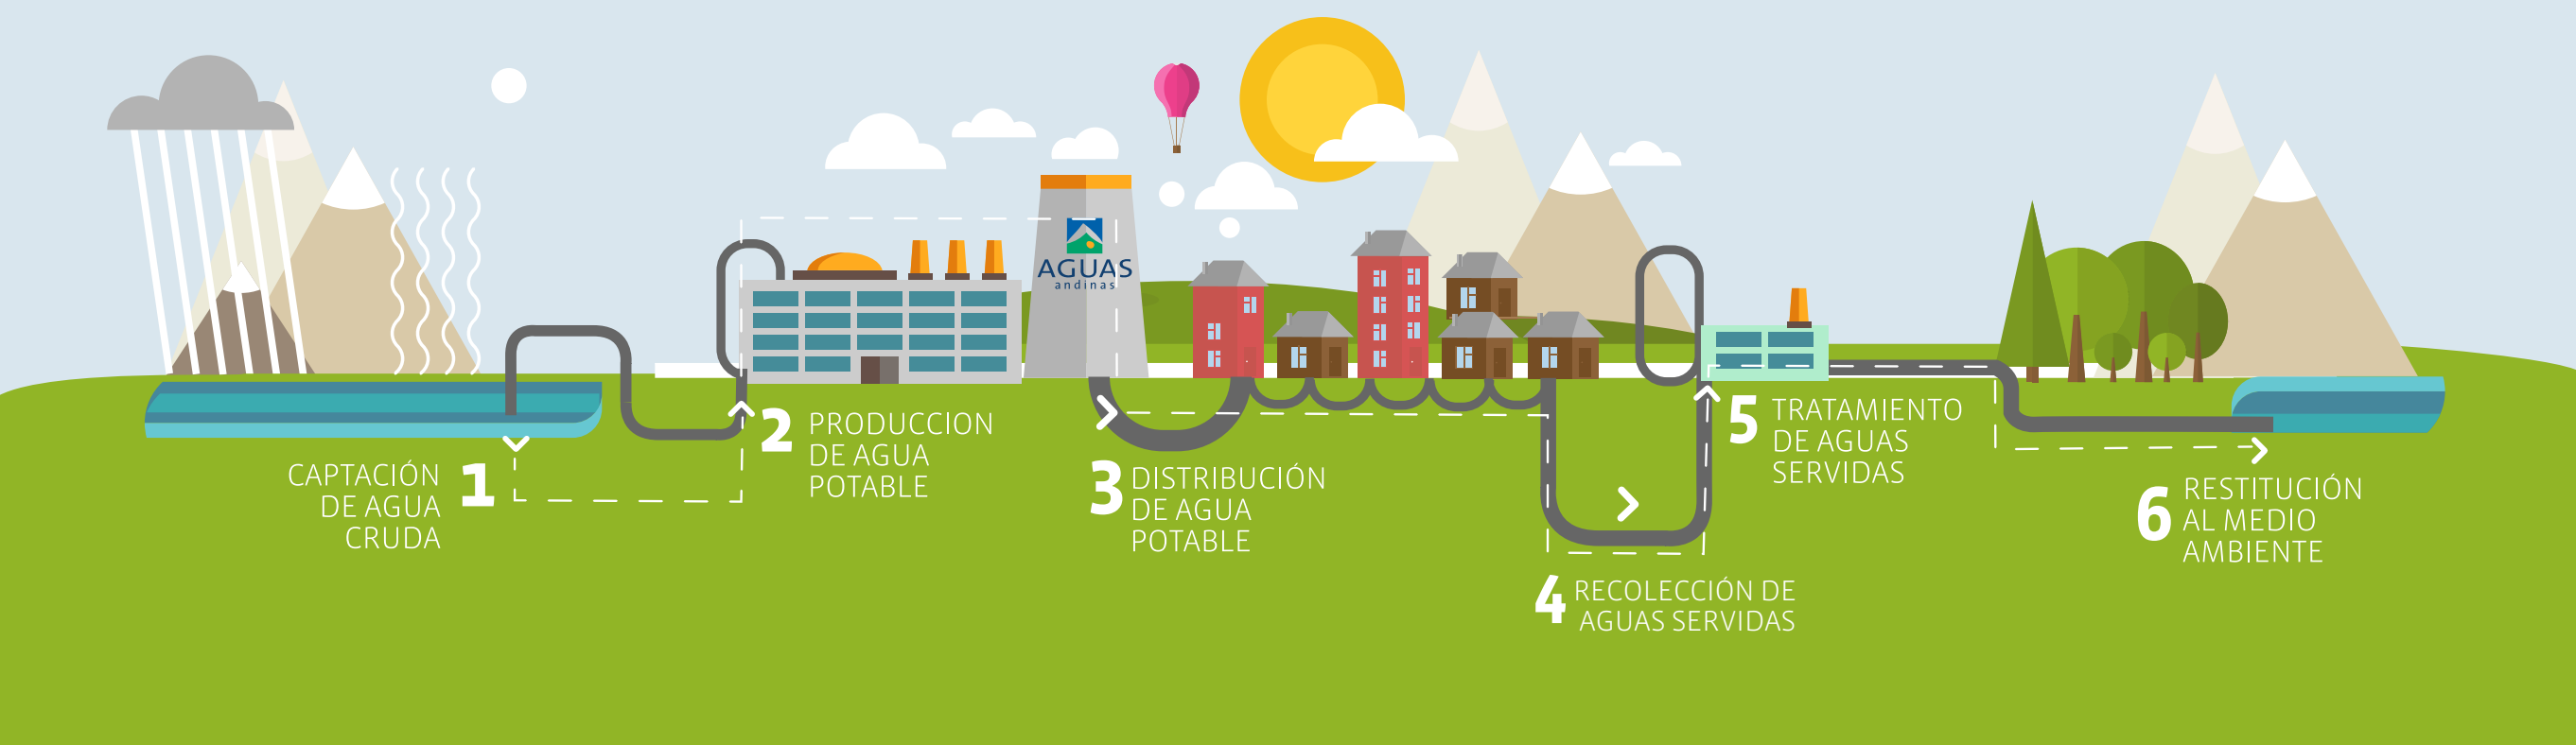 AGUAS
andinas
1
CAPTACIÓN
DE AGUA
CRUDA
2
PRODUCCION
DE AGUA
POTABLE
3
DISTRIBUCIÓN
DE AGUA
POTABLE
4
RECOLECCIÓN DE
AGUAS SERVIDAS
5
TRATAMIENTO
DE AGUAS
SERVIDAS
6
RESTITUCIÓN
AL MEDIO
AMBIENTE